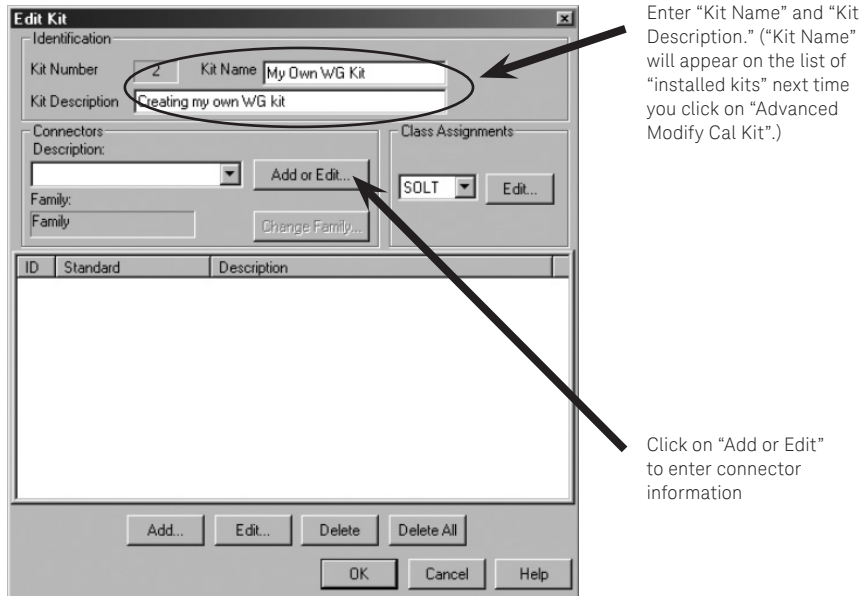 Edit Kit
Identification
Kit Number 2 Kit Name My Own WG Kit
Kit Description Creating my own WG kit
Connectors
Description:
Add or Edit...
Family:
Family
Change Family...
Class Assignments
SOLT Edit...
ID Standard Description
Add... Edit... Delete Delete All
OK Cancel Help
Enter “Kit Name” and “Kit
Description.” (“Kit Name”
will appear on the list of
“installed kits” next time
you click on “Advanced
Modify Cal Kit”.)
Click on “Add or Edit”
to enter connector
information